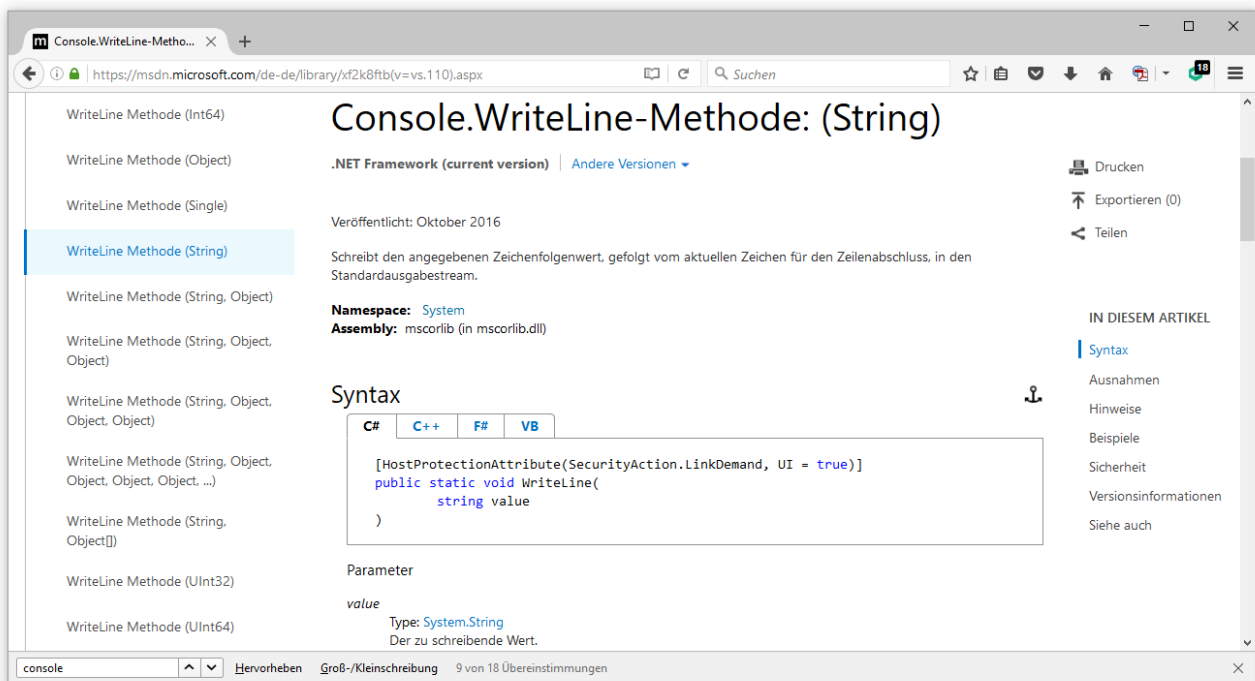 Console.WriteLine-Metho...
https://msdn.microsoft.com/de-de/library/xf2k8ftb(v=vs.110).aspx
Suchen
18
WriteLine Methode (Int64)
WriteLine Methode (Object)
WriteLine Methode (Single)
WriteLine Methode (String)
WriteLine Methode (String, Object)
WriteLine Methode (String, Object,
Object)
WriteLine Methode (String, Object,
Object, Object)
WriteLine Methode (String, Object,
Object, Object, Object, ...)
WriteLine Methode (String,
Object[])
WriteLine Methode (UInt32)
WriteLine Methode (UInt64)
Console.WriteLine-Methode: (String)
.NET Framework (current version)
Andere Versionen
Veröffentlicht: Oktober 2016
Schreibt den angegebenen Zeichenfolgenwert, gefolgt vom aktuellen Zeichen für den Zeilenabschluss, in den
Standardausgabestream.
Namespace: System
Assembly: mscorlib (in mscorlib.dll)
Syntax
C#
C++
F#
VB
[HostProtectionAttribute(SecurityAction.LinkDemand, UI = true)]
public static void WriteLine(
string value
)
Parameter
value
Type: System.String
Der zu schreibende Wert.
Drucken
Exportieren (0)
Teilen
IN DIESEM ARTIKEL
Syntax
Ausnahmen
Hinweise
Beispiele
Sicherheit
Versionsinformationen
Siehe auch
console
Hervorheben
Groß-/Kleinschreibung
9 von 18 Übereinstimmungen